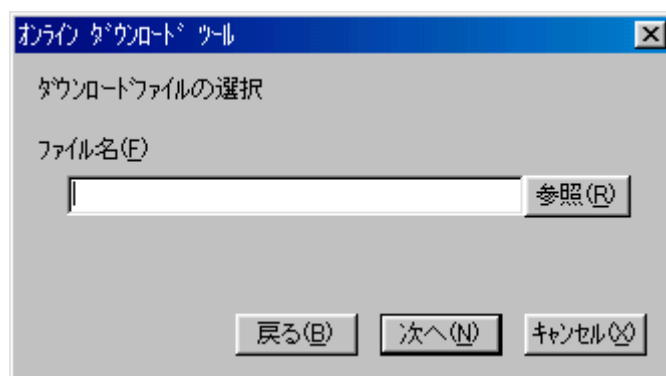 オンライン ダウンロード ツール
ダウンロードファイルの選択
ファイル名(F)
参照(R)
戻る(B) 次へ(N) キャンセル(X)